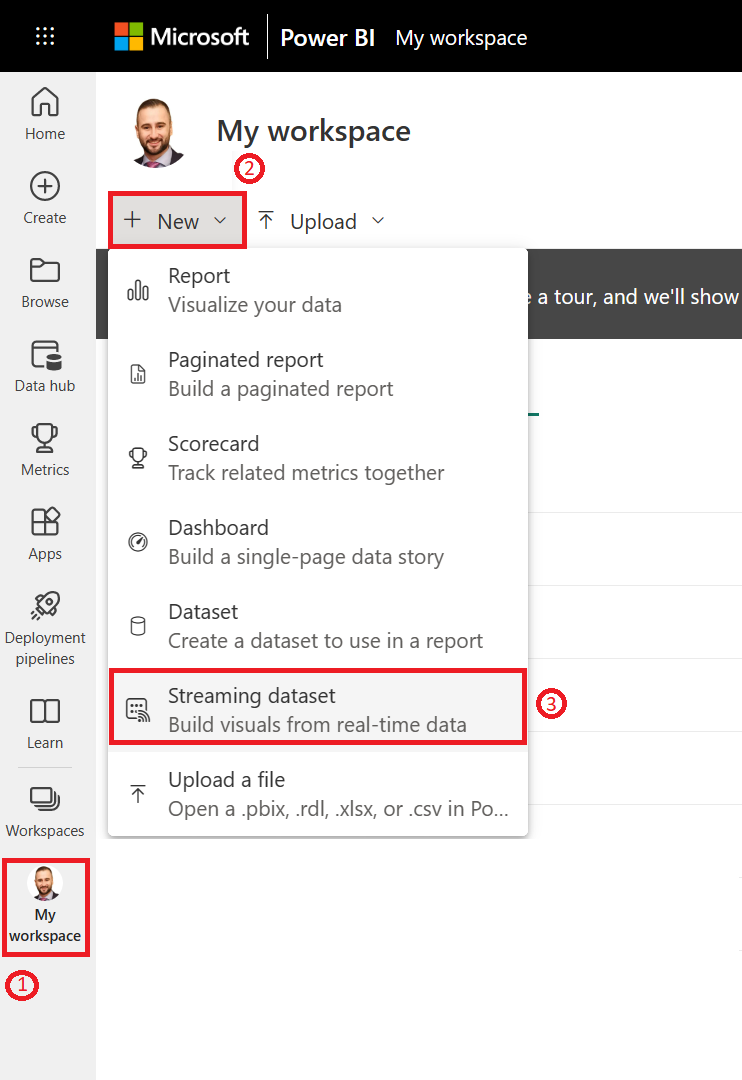 Microsoft Power BI My workspace
Home
Create
Browse
Data hub
Metrics
Apps
Deployment
pipelines
Learn
Workspaces
My
workspace
1
My workspace
2
New Upload
e a tour, and we'll show
Report
Visualize your data
Paginated report
Build a paginated report
Scorecard
Track related metrics together
Dashboard
Build a single-page data story
Dataset
Create a dataset to use in a report
Streaming dataset
Build visuals from real-time data
3
Upload a file
Open a .pbix, .rdl, .xlsx, or .csv in Po...